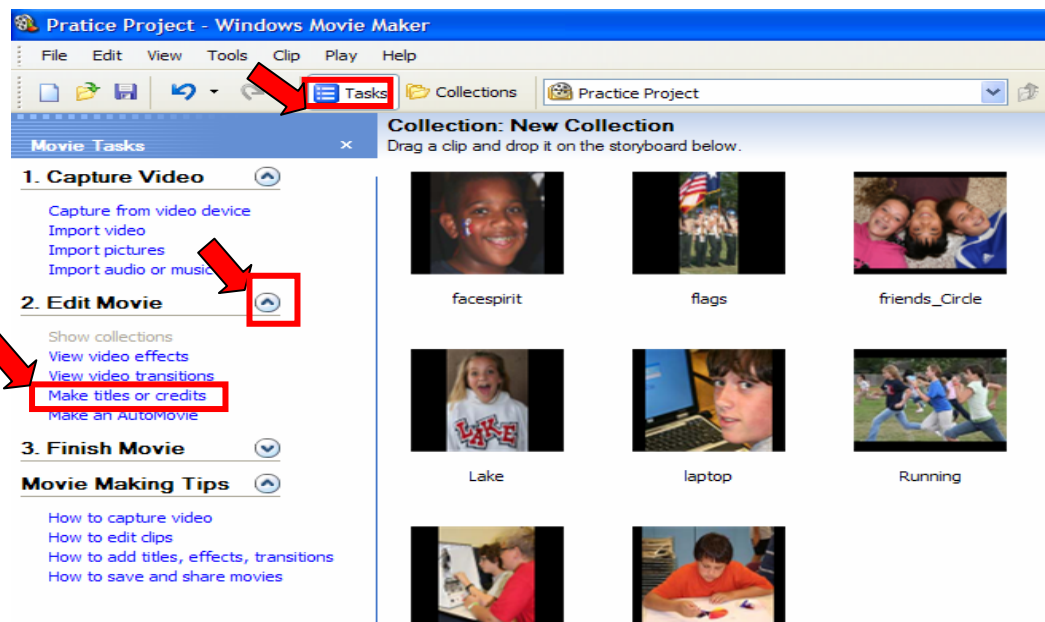 Pratice Project - Windows Movie Maker
File Edit View Tools Clip Play Help
Tasks Collections Practice Project
Movie Tasks ×
Collection: New Collection
Drag a clip and drop it on the storyboard below.
1. Capture Video
Capture from video device
Import video
Import pictures
Import audio or music
2. Edit Movie
Show collections
View video effects
View video transitions
Make titles or credits
Make an AutoMovie
3. Finish Movie
Movie Making Tips
How to capture video
How to edit clips
How to add titles, effects, transitions
How to save and share movies
facespirit flags friends_Circle
LAKE
Lake laptop Running